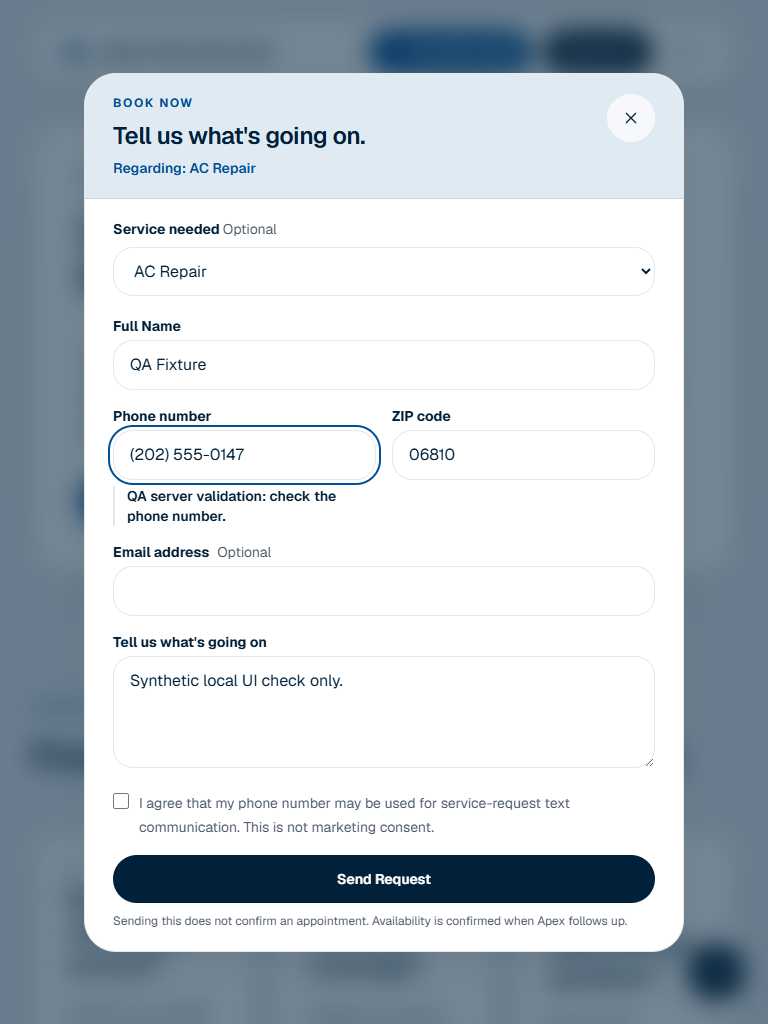 BOOK NOW
Tell us what's going on.
Regarding: AC Repair
Service needed Optional
AC Repair
Full Name
QA Fixture
Phone number ZIP code
(202) 555-0147 06810
QA server validation: check the
phone number.
Email address Optional
Tell us what's going on
Synthetic local UI check only.
I agree that my phone number may be used for service-request text
communication. This is not marketing consent.
Send Request
Sending this does not confirm an appointment. Availability is confirmed when Apex follows up.